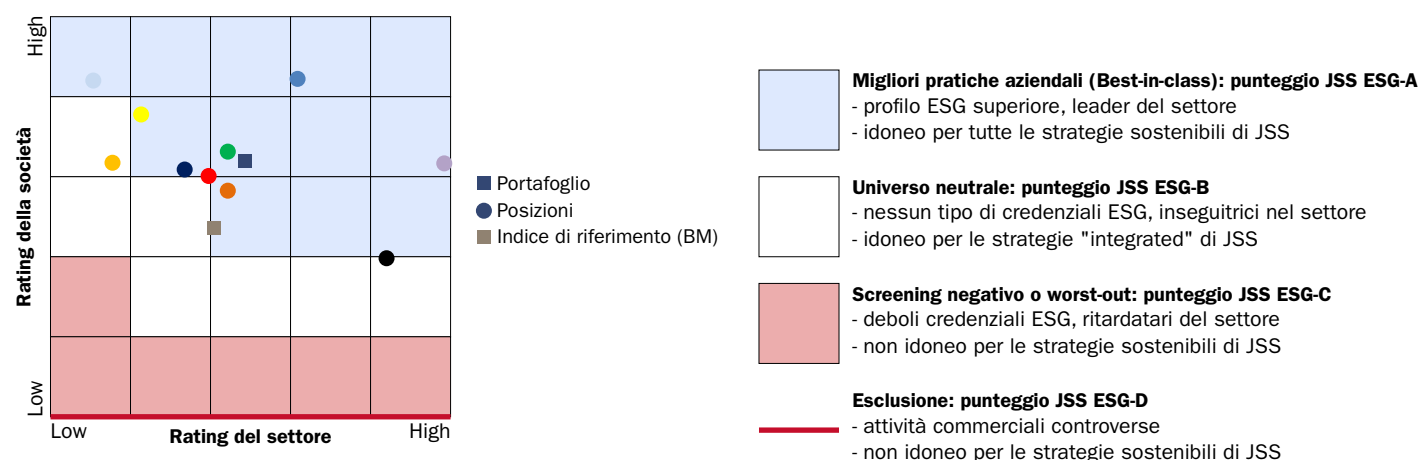 High
Rating della società
Low
Low
Rating del settore
High
Portafoglio
Posizioni
Indice di riferimento (BM)
Migliori pratiche aziendali (Best-in-class): punteggio JSS ESG-A
- profilo ESG superiore, leader del settore
- idoneo per tutte le strategie sostenibili di JSS
Universo neutrale: punteggio JSS ESG-B
- nessun tipo di credenziali ESG, inseguitrici nel settore
- idoneo per le strategie "integrated" di JSS
Screening negativo o worst-out: punteggio JSS ESG-C
- deboli credenziali ESG, ritardatari del settore
- non idoneo per le strategie sostenibili di JSS
Esclusione: punteggio JSS ESG-D
- attività commerciali controverse
- non idoneo per le strategie sostenibili di JSS